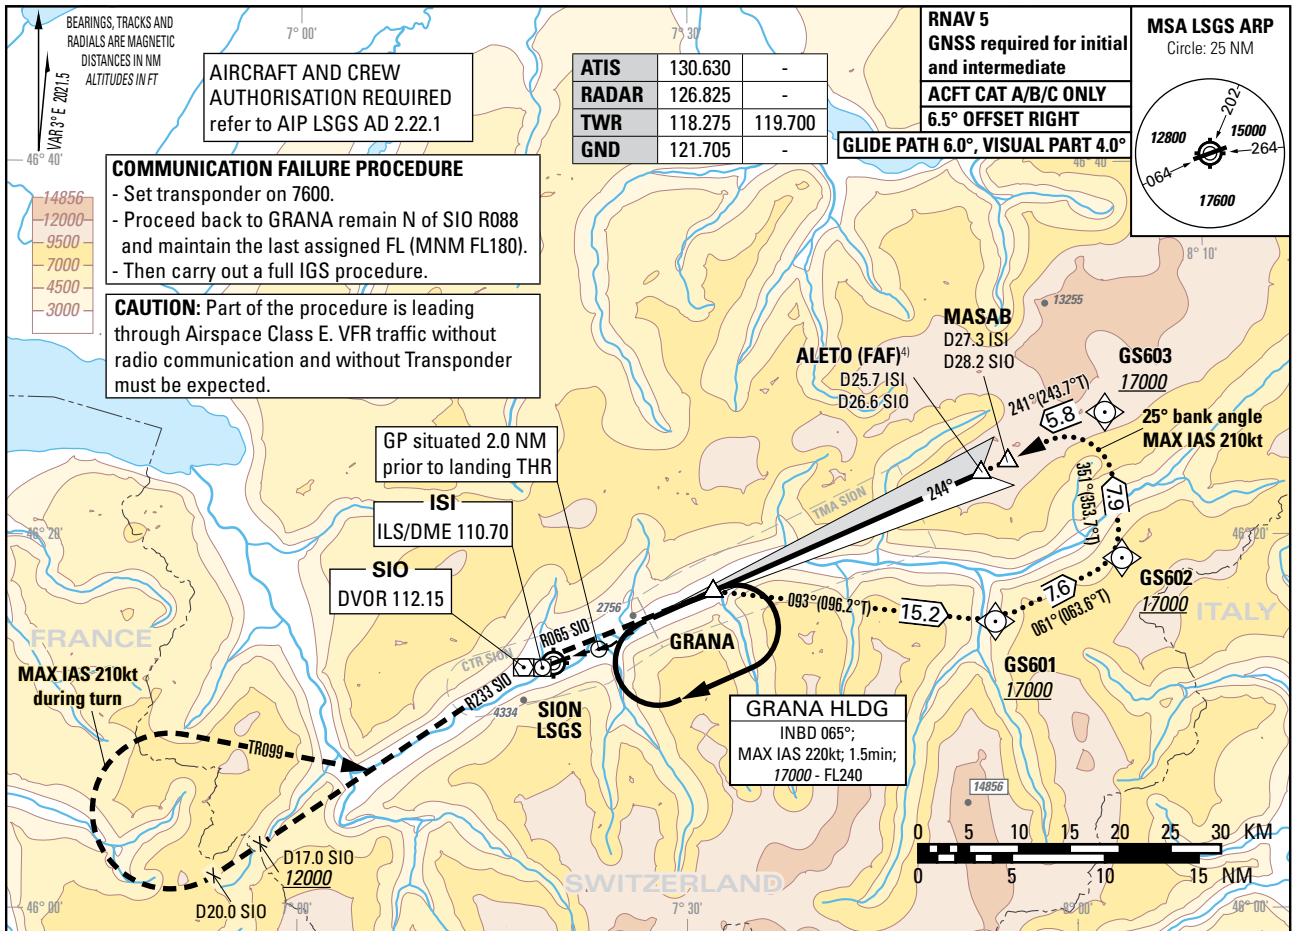 BEARINGS, TRACKS AND
RADIALS ARE MAGNETIC
DISTANCES IN NM
ALTITUDES IN FT
VAR 3° E 2021.5
7° 00'
7° 30'
AIRCRAFT AND CREW
AUTHORISATION REQUIRED
refer to AIP LSGS AD 2.22.1
ATIS 130.630 -
RADAR 126.825 -
TWR 118.275 119.700
GND 121.705 -
RNAV 5
GNSS required for initial
and intermediate
ACFT CAT A/B/C ONLY
6.5° OFFSET RIGHT
GLIDE PATH 6.0°, VISUAL PART 4.0°
MSA LSGS ARP
Circle: 25 NM
202
12800
15000
264
064
17600
46° 40'
46° 40'
8° 10'
COMMUNICATION FAILURE PROCEDURE
- Set transponder on 7600.
- Proceed back to GRANA remain N of SIO R088
and maintain the last assigned FL (MNM FL180).
- Then carry out a full IGS procedure.
14856
12000
9500
7000
4500
3000
CAUTION: Part of the procedure is leading
through Airspace Class E. VFR traffic without
radio communication and without Transponder
must be expected.
13255
MASAB
D27.3 ISI
D28.2 SIO
ALETO (FAF)4)
D25.7 ISI
D26.6 SIO
GS603
17000
241°(243.7°T)
5.8
25° bank angle
MAX IAS 210kt
GP situated 2.0 NM
prior to landing THR
ISI
ILS/DME 110.70
SIO
DVOR 112.15
244°
TMA SION
351°(353.7°T)
7.9
46° 20'
46° 20'
GS602
17000
7.6
061° (063.6°T)
093°(096.2°T)
15.2
GS601
17000
2756
R065 SIO
GRANA
CTR SION
R233 SIO
4334
SION
LSGS
FRANCE
ITALY
MAX IAS 210kt
during turn
TR099
GRANA HLDG
INBD 065°;
MAX IAS 220kt; 1.5min;
17000 - FL240
14856
D17.0 SIO
12000
D20.0 SIO
SWITZERLAND
0 5 10 15 20 25 30 KM
0 5 10 15 NM
46° 00'
7° 00'
7° 30'
8° 00'
46° 00'